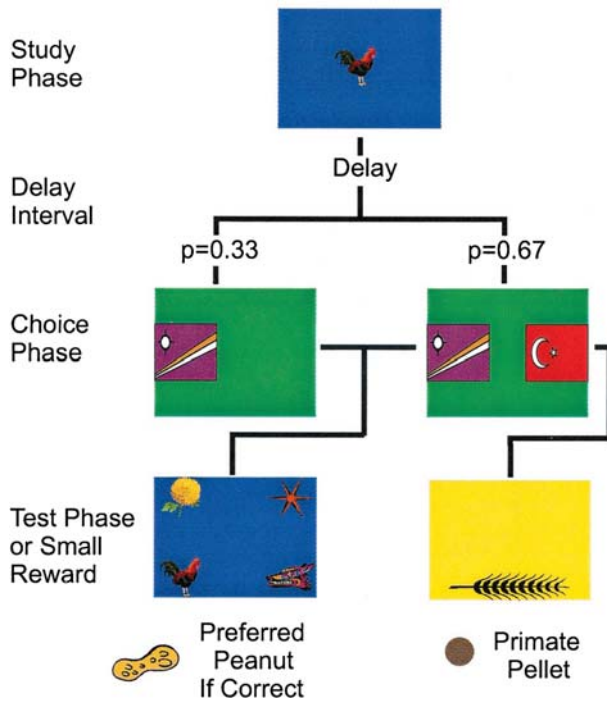 Study
Phase
Delay
Delay
Interval
p=0.33
p=0.67
Choice
Phase
Test Phase
or Small
Reward
Preferred
Peanut
If Correct
Primate
Pellet